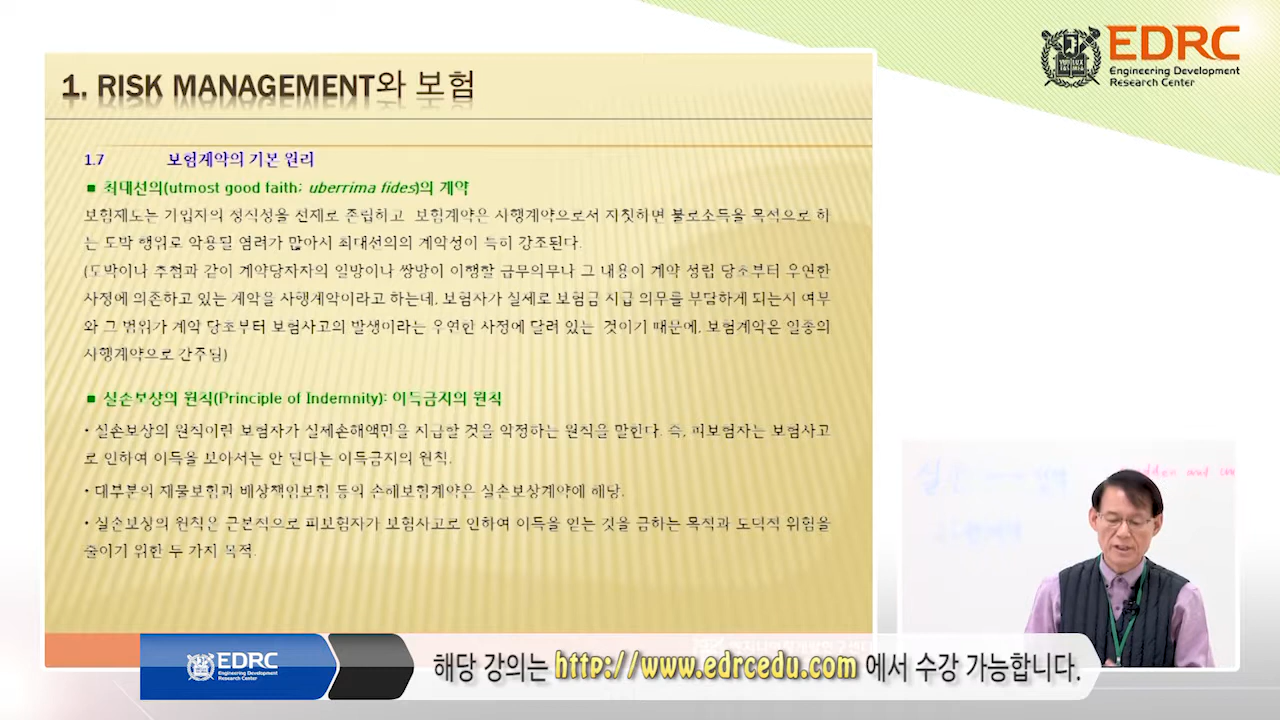 EDRC
Engineering Development
Research Center
1. RISK MANAGEMENT와 보험
1.7 보험계약의 기본 원리
■ 최대선의(utmost good faith; uberrima fides)의 계약
보험제도는 가입자의 정직성을 전제로 존립하고 보험계약은 사행계약으로서 자칫하면 불로소득을 목적으로 하
는 도박 행위로 악용될 염려가 많아서 최대선의의 계약성이 특히 강조된다.
(도박이나 추첨과 같이 계약당자자의 일방이나 쌍방이 이행할 급무의무나 그 내용이 계약 성립 당초부터 우연한
사정에 의존하고 있는 계약을 사행계약이라고 하는데, 보험자가 실제로 보험금 지급 의무를 부담하게 되는지 여부
와 그 범위가 계약 당초부터 보험사고의 발생이라는 우연한 사정에 달려 있는 것이기 때문에, 보험계약은 일종의
사행계약으로 간주됨)
■ 실손보상의 원칙(Principle of Indemnity): 이득금지의 원칙
• 실손보상의 원칙이란 보험자가 실제손해액만을 지급할 것을 약정하는 원칙을 말한다. 즉, 피보험자는 보험사고
로 인하여 이득을 보아서는 안 된다는 이득금지의 원칙.
• 대부분의 재물보험과 배상책임보험 등의 손해보험계약은 실손보상계약에 해당.
• 실손보상의 원칙은 근본적으로 피보험자가 보험사고로 인하여 이득을 얻는 것을 금하는 목적과 도덕적 위험을
줄이기 위한 두 가지 목적.
실손
and
EDRC
Engineering Development
Research Center
해당 강의는 http://www.edrcedu.com 에서 수강 가능합니다.